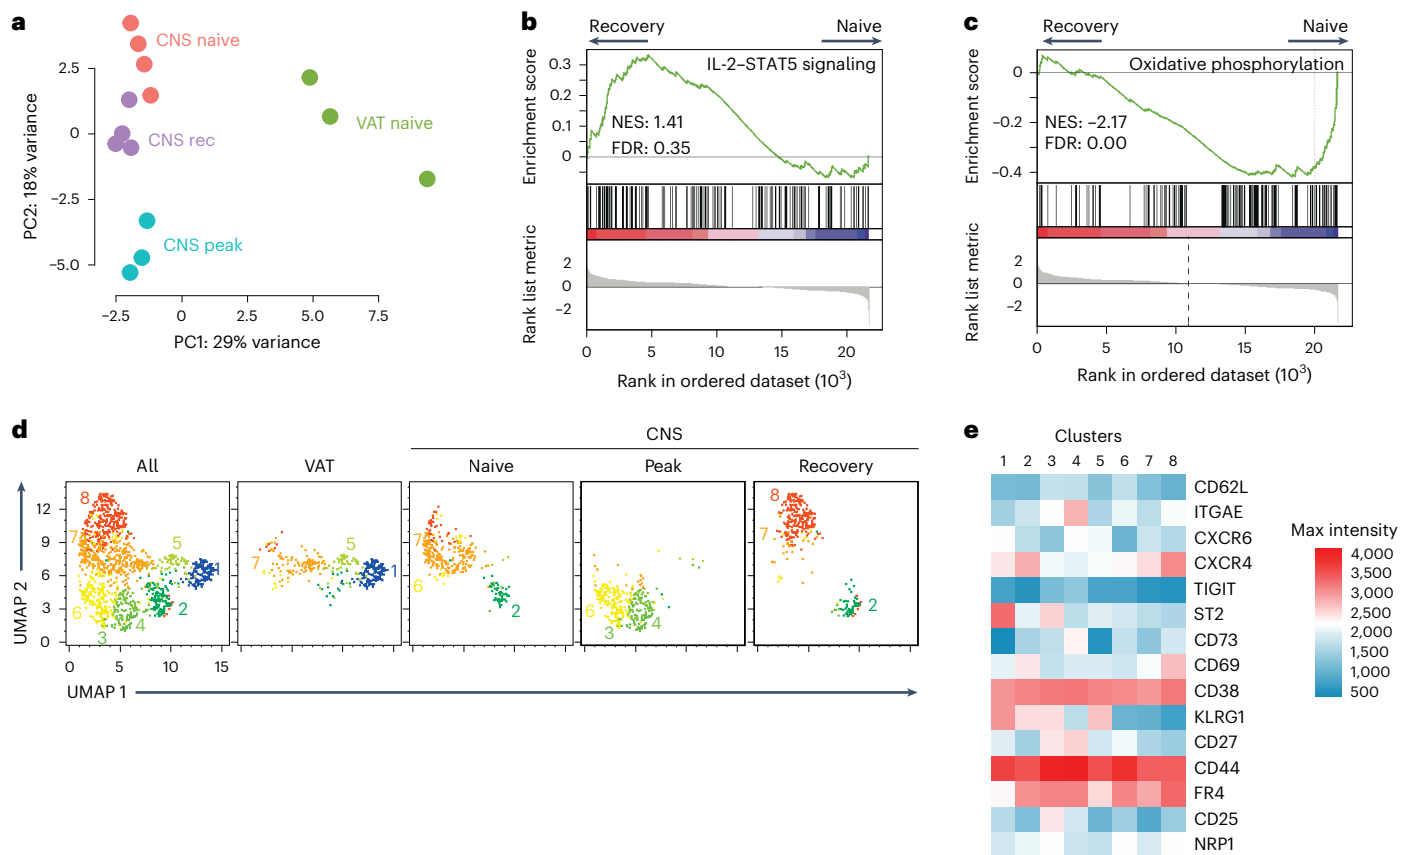 a
CNS naive
CNS rec
CNS peak
VAT naive
2.5
0
−2.5
−5.0
PC2: 18% variance
−2.5
0
2.5
5.0
7.5
PC1: 29% variance
b
Recovery
Naive
IL-2–STAT5 signaling
NES: 1.41
FDR: 0.35
0.3
0.2
0.1
0
Enrichment score
2
0
−2
Rank list metric
0
5
10
15
20
Rank in ordered dataset (10³)
c
Recovery
Naive
Oxidative phosphorylation
NES: −2.17
FDR: 0.00
0
−0.2
−0.4
Enrichment score
2
0
−2
Rank list metric
0
5
10
15
20
Rank in ordered dataset (10³)
d
CNS
All
VAT
Naive
Peak
Recovery
12
9
6
3
0
UMAP 2
8
7
5
1
6
2
4
3
7
5
1
7
6
2
6
3
4
8
7
2
0
5
10
15
UMAP 1
e
Clusters
1 2 3 4 5 6 7 8
CD62L
ITGAE
CXCR6
CXCR4
TIGIT
ST2
CD73
CD69
CD38
KLRG1
CD27
CD44
FR4
CD25
NRP1
Max intensity
4,000
3,500
3,000
2,500
2,000
1,500
1,000
500